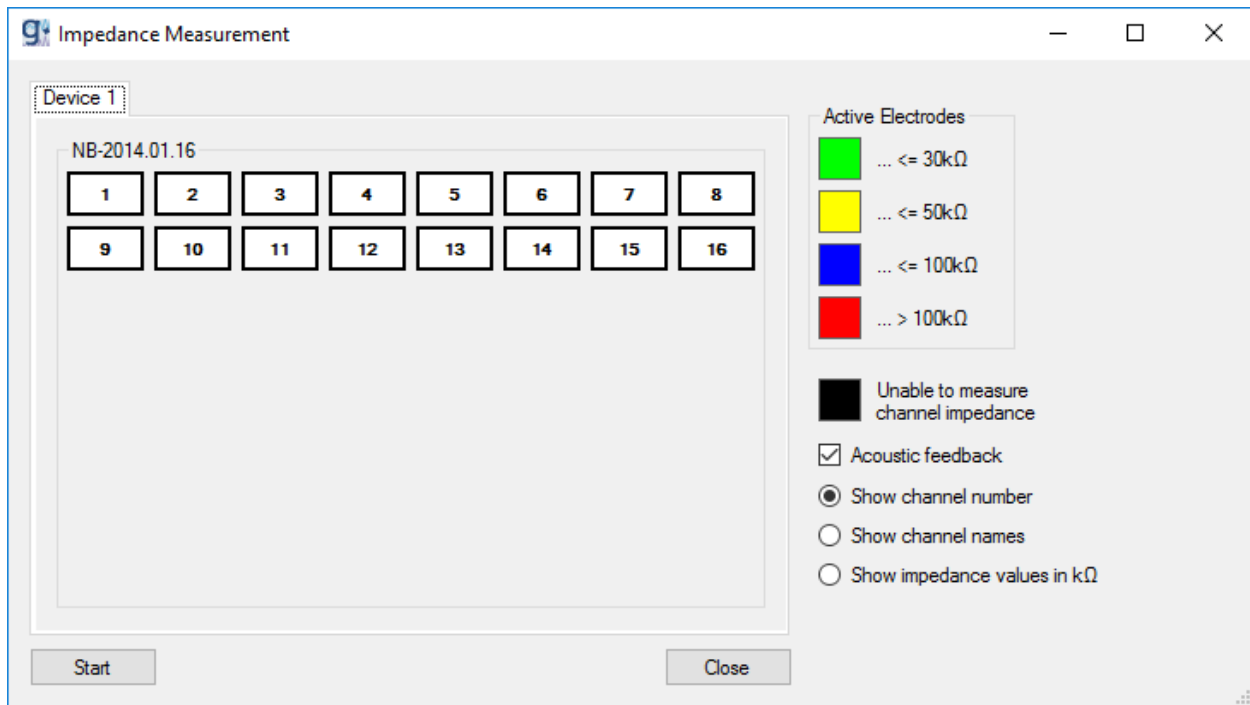 g Impedance Measurement
Device 1
NB-2014.01.16
1 2 3 4 5 6 7 8
9 10 11 12 13 14 15 16
Active Electrodes
... <= 30kΩ
... <= 50kΩ
... <= 100kΩ
... > 100kΩ
Unable to measure
channel impedance
Acoustic feedback
Show channel number
Show channel names
Show impedance values in kΩ
Start
Close